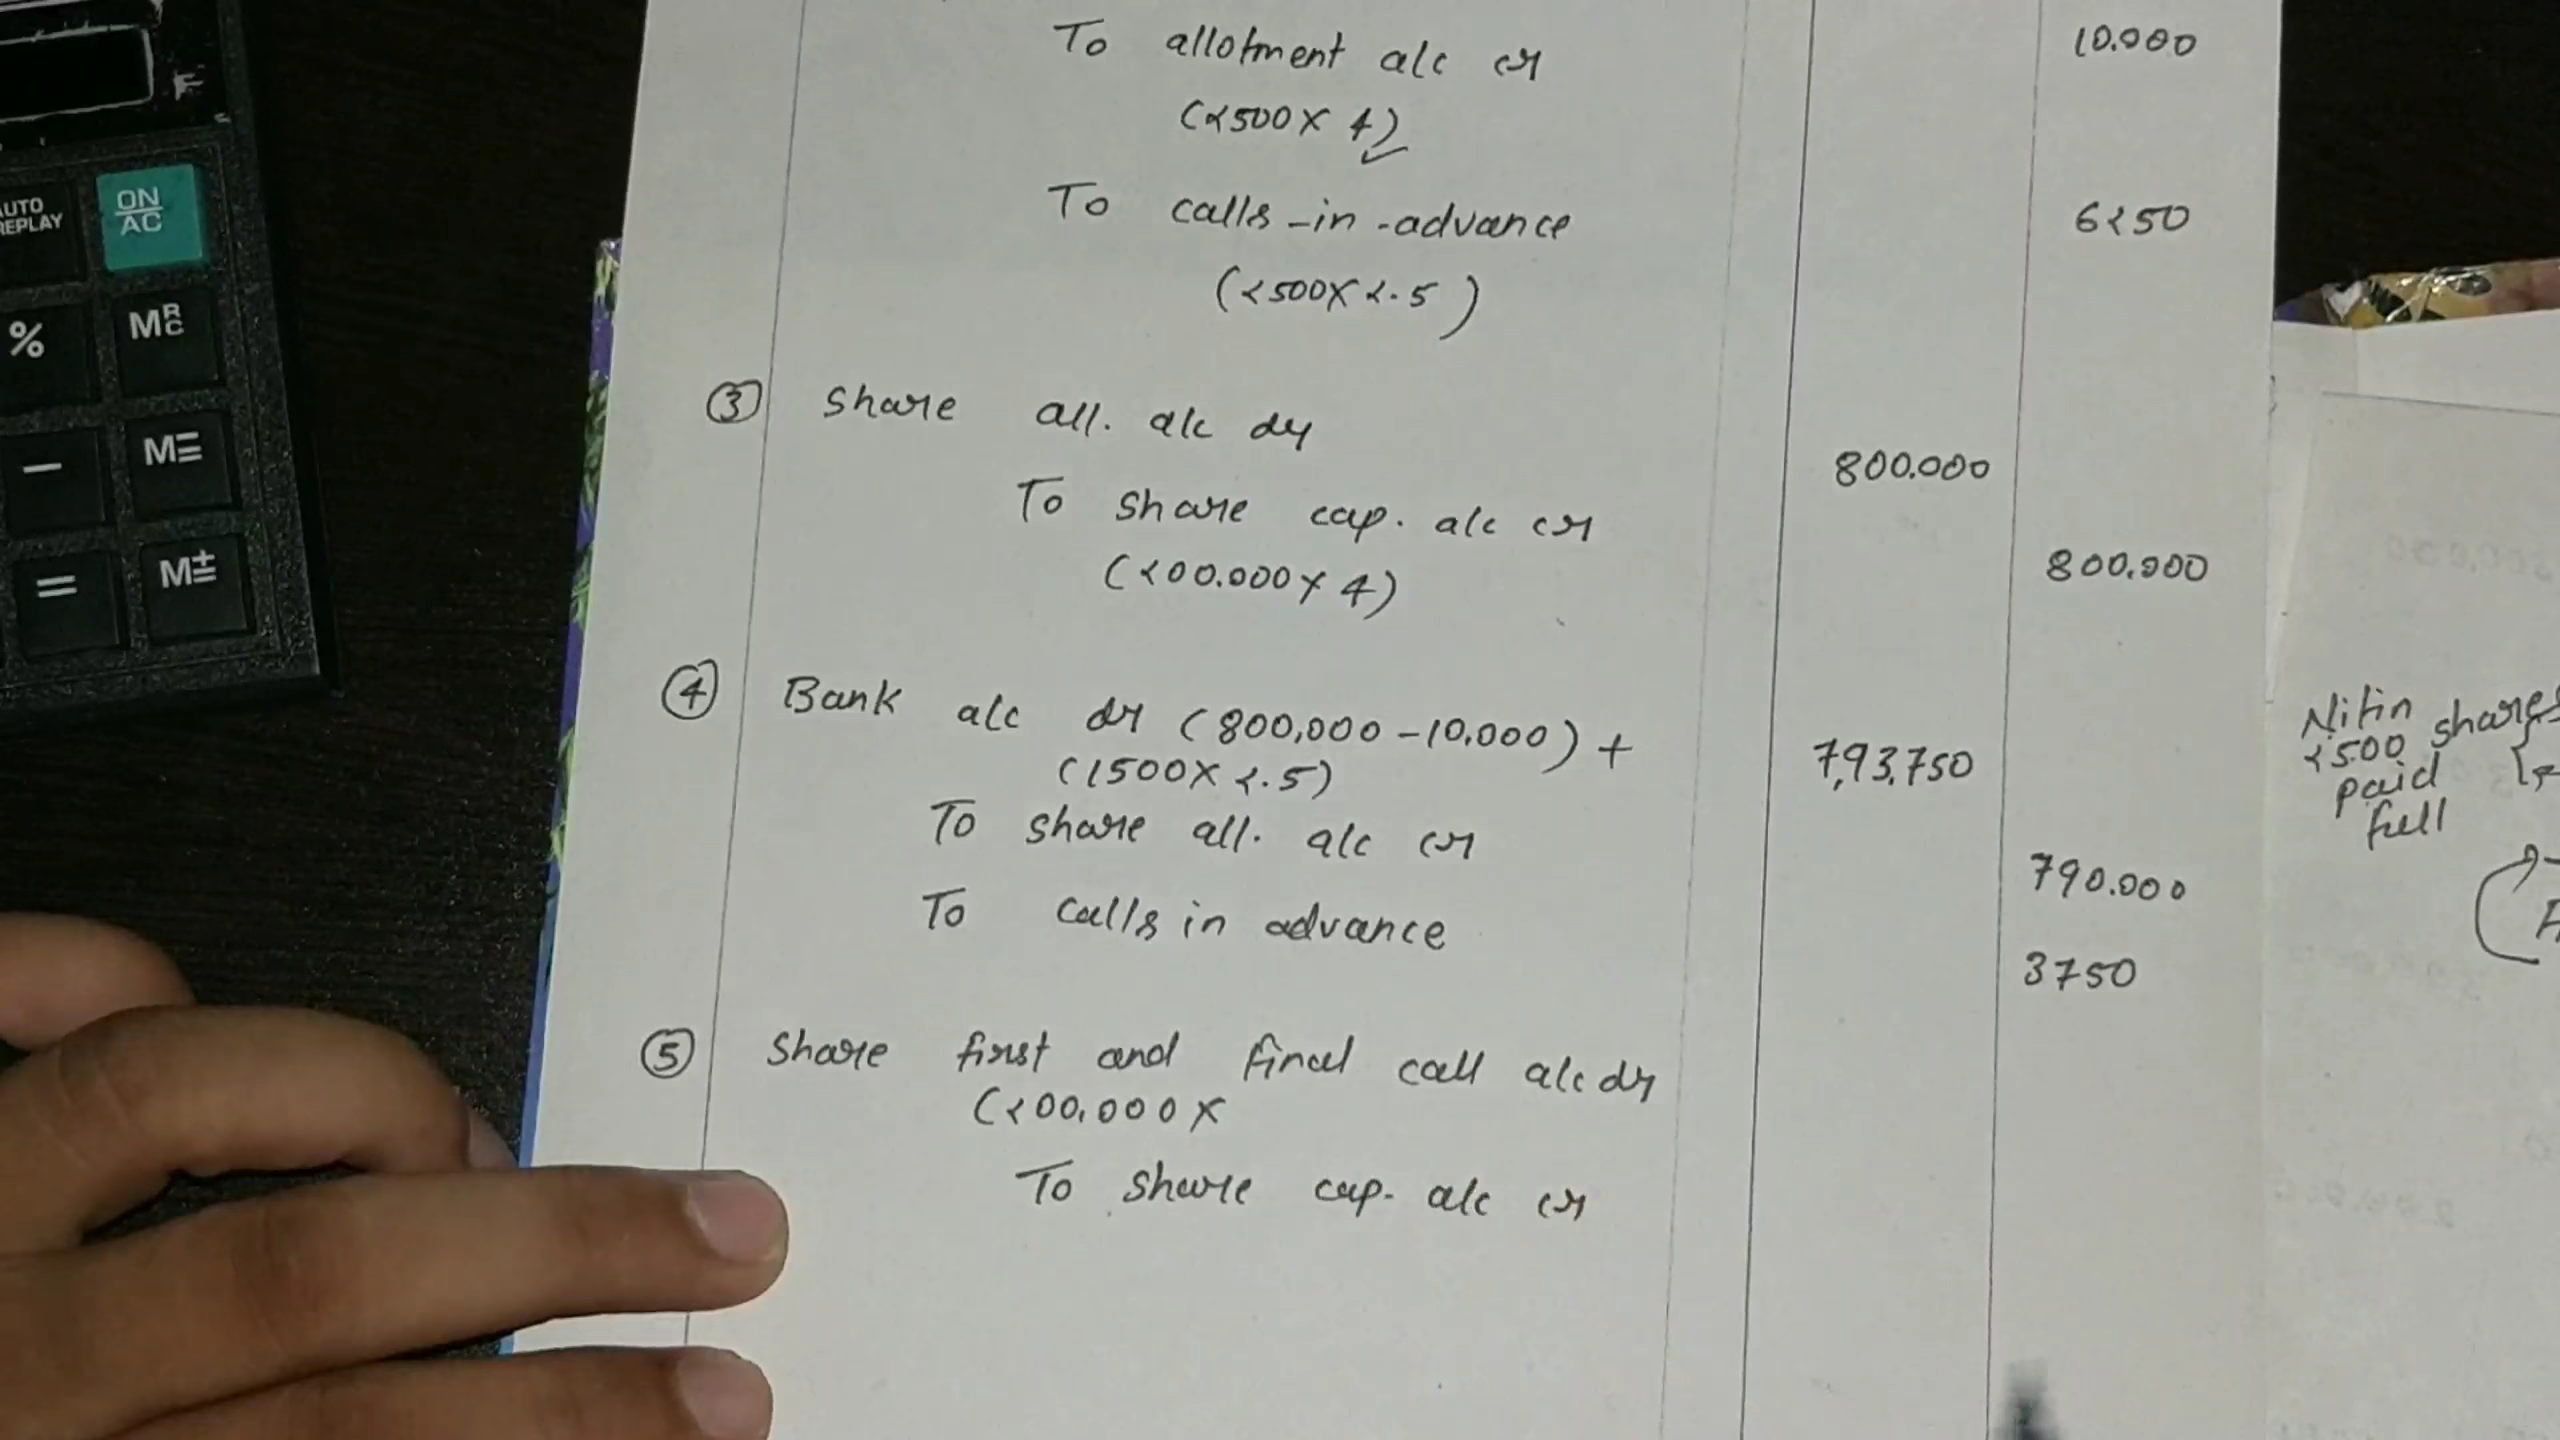 To allotment a/c cr 10.000
(2500 X 4)
To calls-in-advance 6250
(2500 X 2.5)
③ Share all. a/c dr 800.000
To share cap. a/c cr 800.000
(200.000 X 4)
④ Bank a/c dr (800,000 - 10,000) + 7,93,750
(1500 X 2.5)
To share all. a/c cr 790.000
To calls in advance 3750
⑤ Share first and final call a/c dr
(200,000 X
To share cap. a/c cr
Nitin
2500 shares
paid
full
AUTO
REPLAY
ON
AC
%
MRC
−
M=
=
M±